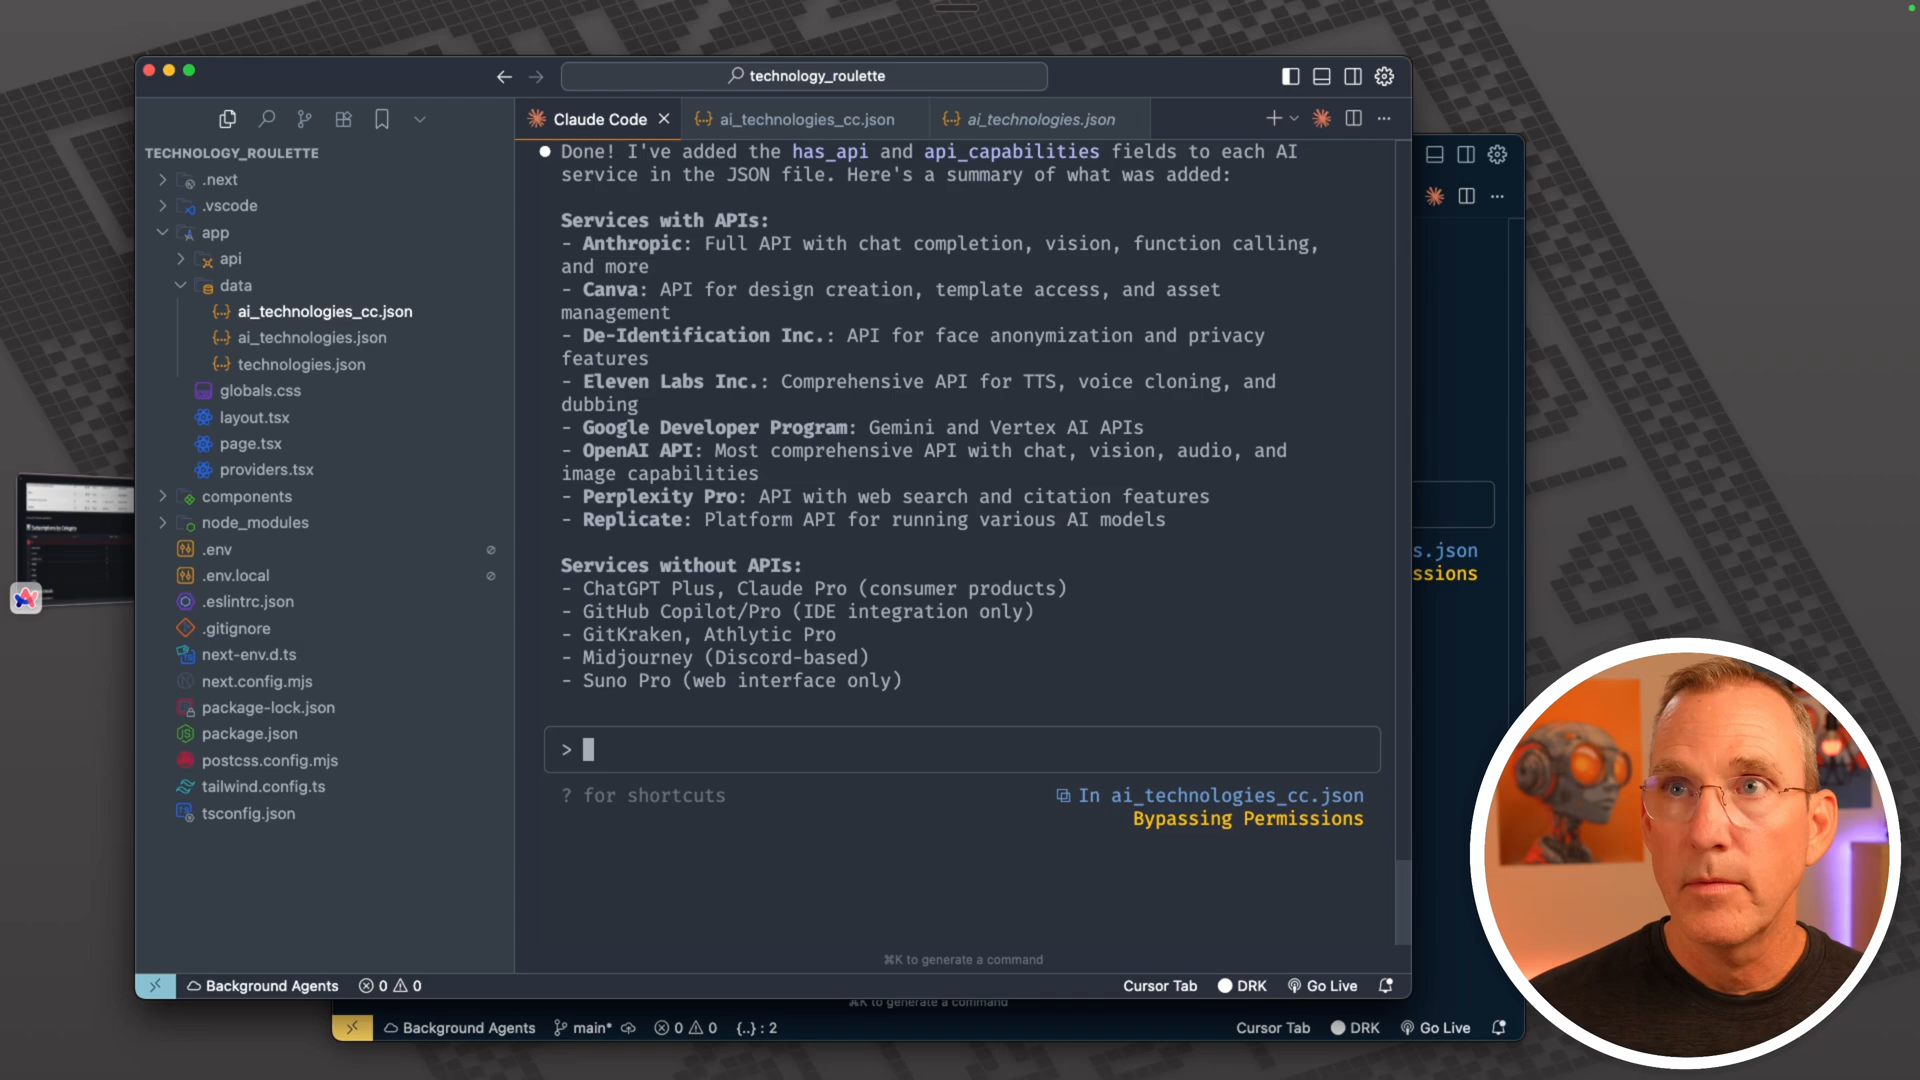 technology_roulette
Claude Code
ai_technologies_cc.json
ai_technologies.json
TECHNOLOGY_ROULETTE
.next
.vscode
app
api
data
ai_technologies_cc.json
ai_technologies.json
technologies.json
globals.css
layout.tsx
page.tsx
providers.tsx
components
node_modules
.env
.env.local
.eslintrc.json
.gitignore
next-env.d.ts
next.config.mjs
package-lock.json
package.json
postcss.config.mjs
tailwind.config.ts
tsconfig.json
Done! I've added the has_api and api_capabilities fields to each AI
service in the JSON file. Here's a summary of what was added:
Services with APIs:
- Anthropic: Full API with chat completion, vision, function calling,
and more
- Canva: API for design creation, template access, and asset
management
- De-Identification Inc.: API for face anonymization and privacy
features
- Eleven Labs Inc.: Comprehensive API for TTS, voice cloning, and
dubbing
- Google Developer Program: Gemini and Vertex AI APIs
- OpenAI API: Most comprehensive API with chat, vision, audio, and
image capabilities
- Perplexity Pro: API with web search and citation features
- Replicate: Platform API for running various AI models
Services without APIs:
- ChatGPT Plus, Claude Pro (consumer products)
- GitHub Copilot/Pro (IDE integration only)
- GitKraken, Athlytic Pro
- Midjourney (Discord-based)
- Suno Pro (web interface only)
>
? for shortcuts
In ai_technologies_cc.json
Bypassing Permissions
⌘K to generate a command
Background Agents 0 0
Cursor Tab DRK Go Live
s.json
ssions
⌘K to generate a command
Background Agents main* 0 0 {..} : 2
Cursor Tab DRK Go Live